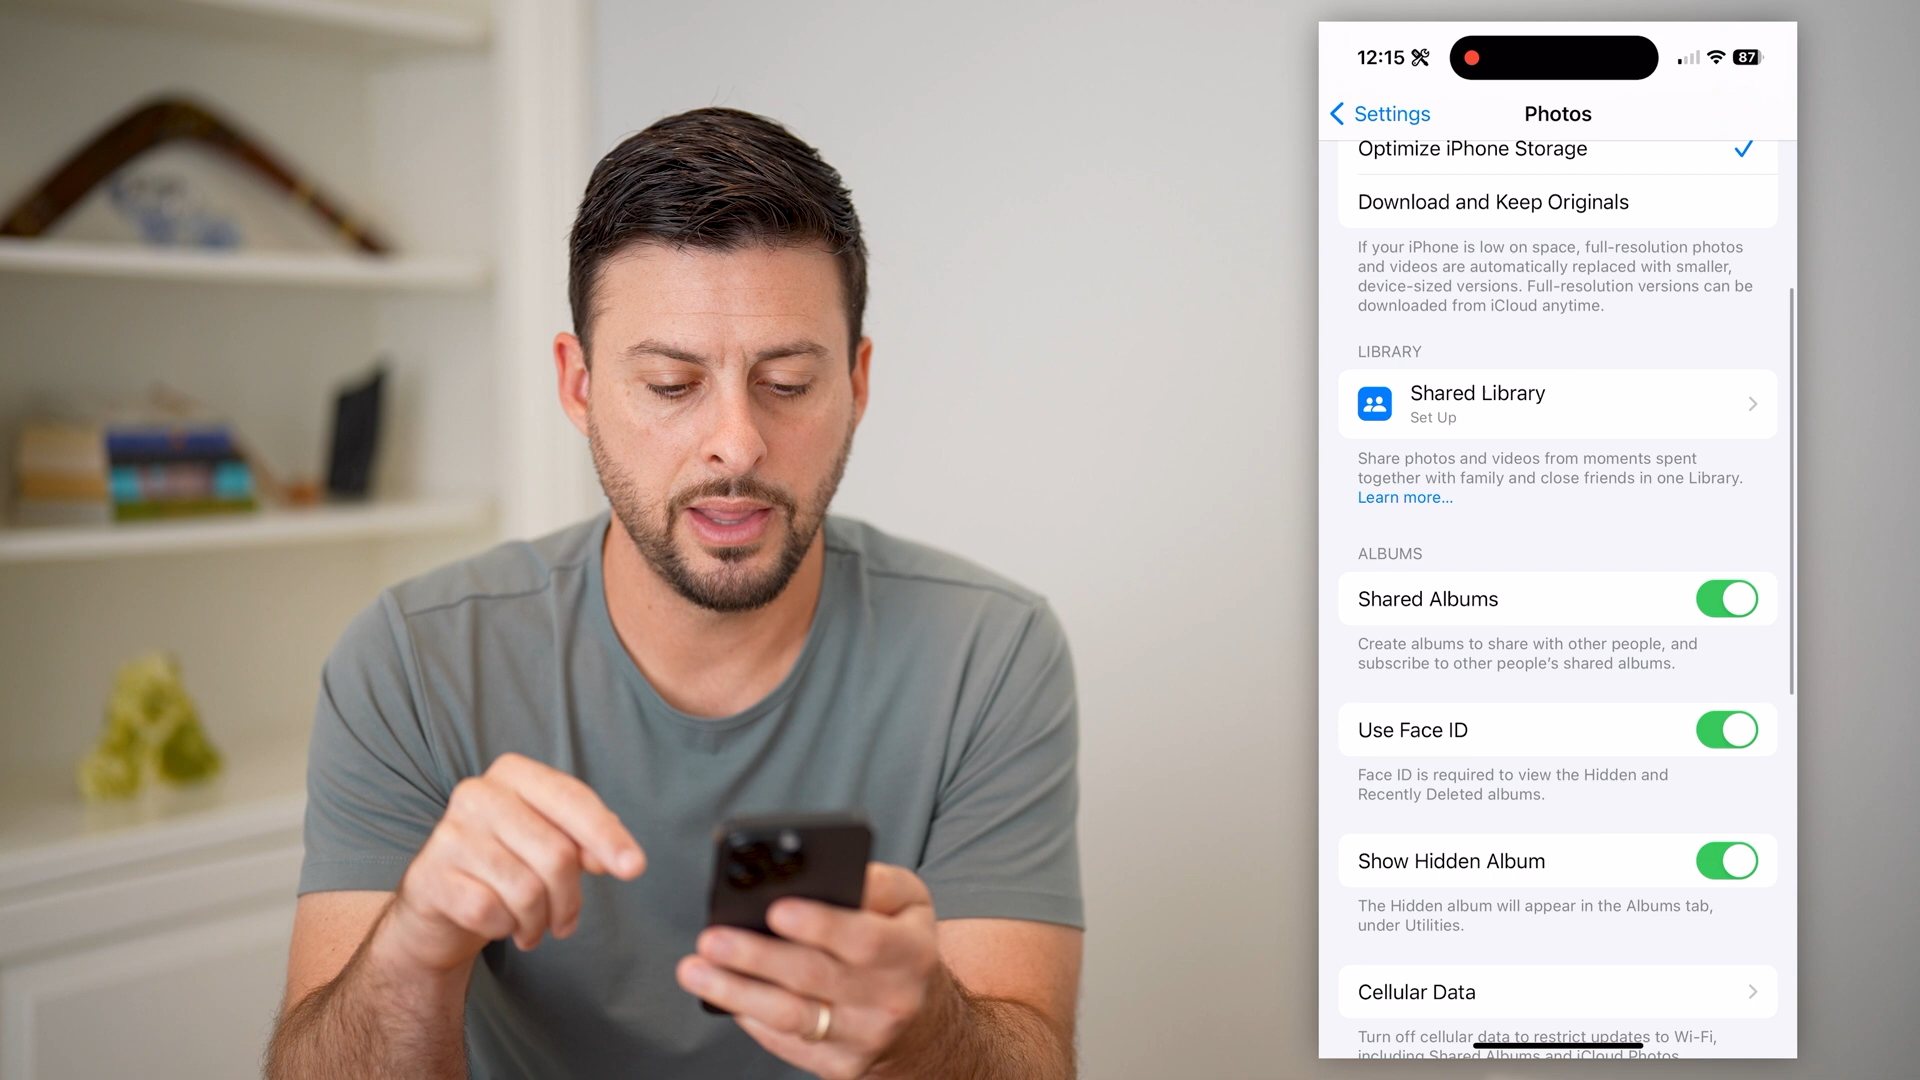 12:15
87
Settings
Photos
Optimize iPhone Storage
Download and Keep Originals
If your iPhone is low on space, full-resolution photos
and videos are automatically replaced with smaller,
device-sized versions. Full-resolution versions can be
downloaded from iCloud anytime.
LIBRARY
Shared Library
Set Up
Share photos and videos from moments spent
together with family and close friends in one Library.
Learn more...
ALBUMS
Shared Albums
Create albums to share with other people, and
subscribe to other people’s shared albums.
Use Face ID
Face ID is required to view the Hidden and
Recently Deleted albums.
Show Hidden Album
The Hidden album will appear in the Albums tab,
under Utilities.
Cellular Data
Turn off cellular data to restrict updates to Wi-Fi,
including Shared Albums and iCloud Photos.